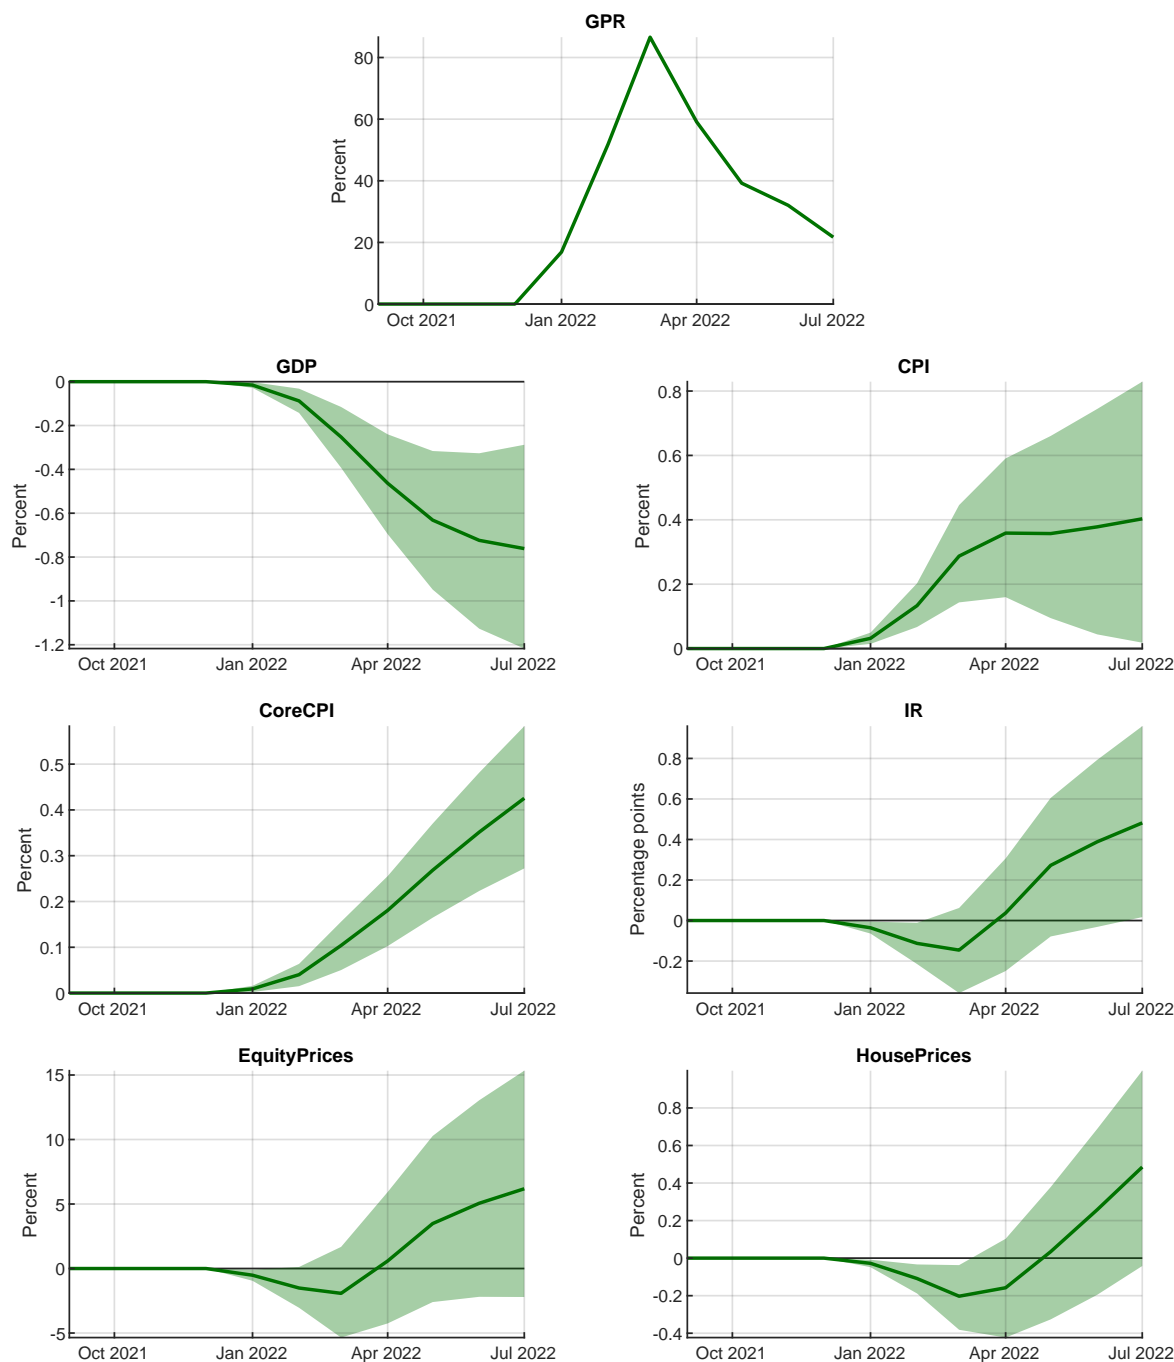 GPR
Percent
80
60
40
20
0
Oct 2021 Jan 2022 Apr 2022 Jul 2022
GDP
Percent
0
-0.2
-0.4
-0.6
-0.8
-1
-1.2
Oct 2021 Jan 2022 Apr 2022 Jul 2022
CPI
Percent
0.8
0.6
0.4
0.2
0
Oct 2021 Jan 2022 Apr 2022 Jul 2022
CoreCPI
Percent
0.5
0.4
0.3
0.2
0.1
0
Oct 2021 Jan 2022 Apr 2022 Jul 2022
IR
Percentage points
0.8
0.6
0.4
0.2
0
-0.2
Oct 2021 Jan 2022 Apr 2022 Jul 2022
EquityPrices
Percent
15
10
5
0
-5
Oct 2021 Jan 2022 Apr 2022 Jul 2022
HousePrices
Percent
0.8
0.6
0.4
0.2
0
-0.2
-0.4
Oct 2021 Jan 2022 Apr 2022 Jul 2022